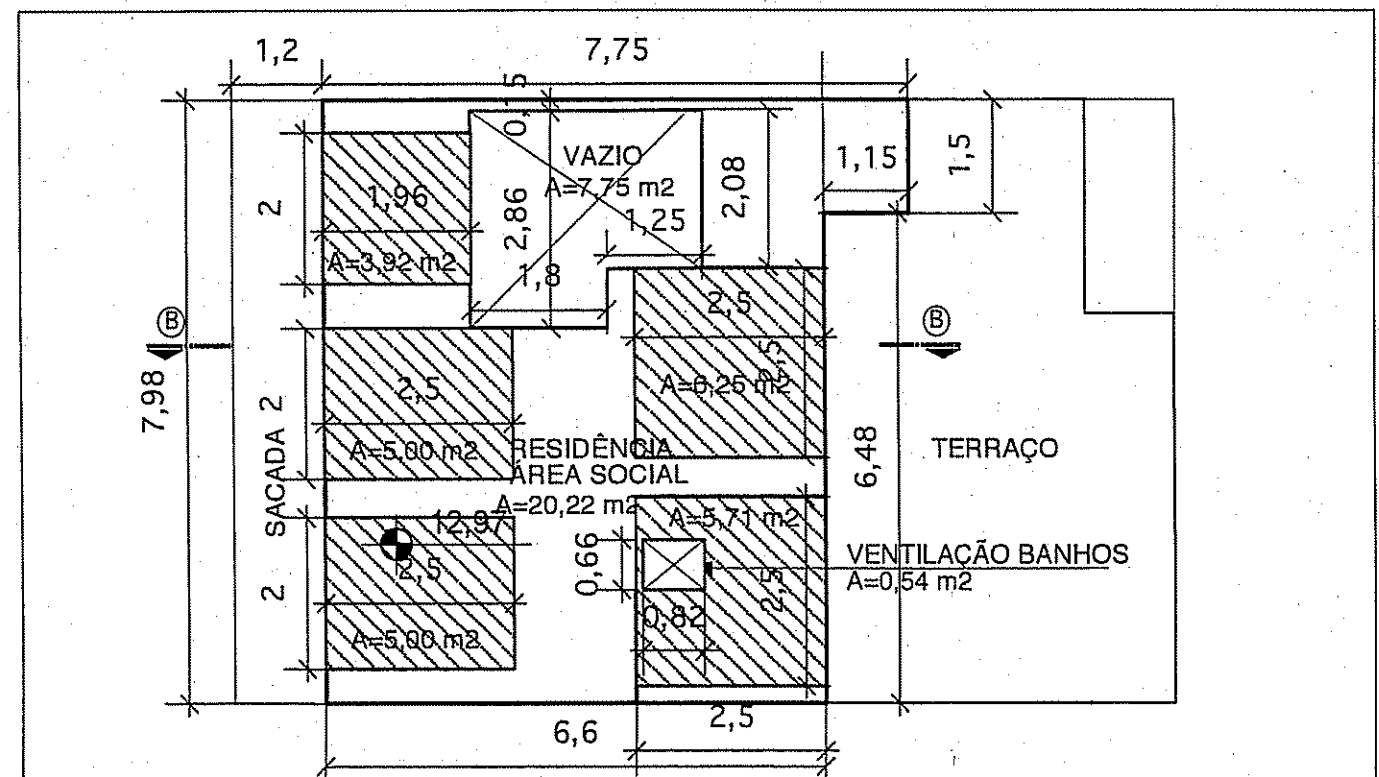 1,2
7,75
0,15
VAZIO
A=7,75 m2
1,96
2
A=3,92 m2
2,86
1,25
2,08
1,8
1,15
1,5
B
B
7,98
2,5
2
A=5,00 m2
2,5
2,5
A=6,25 m2
6,48
TERRAÇO
SACADA
RESIDÊNCIA
ÁREA SOCIAL
A=20,22 m2
12,97
2,5
2
A=5,00 m2
A=5,71 m2
0,66
0,82
2,5
VENTILAÇÃO BANHOS
A=0,54 m2
2,5
6,6